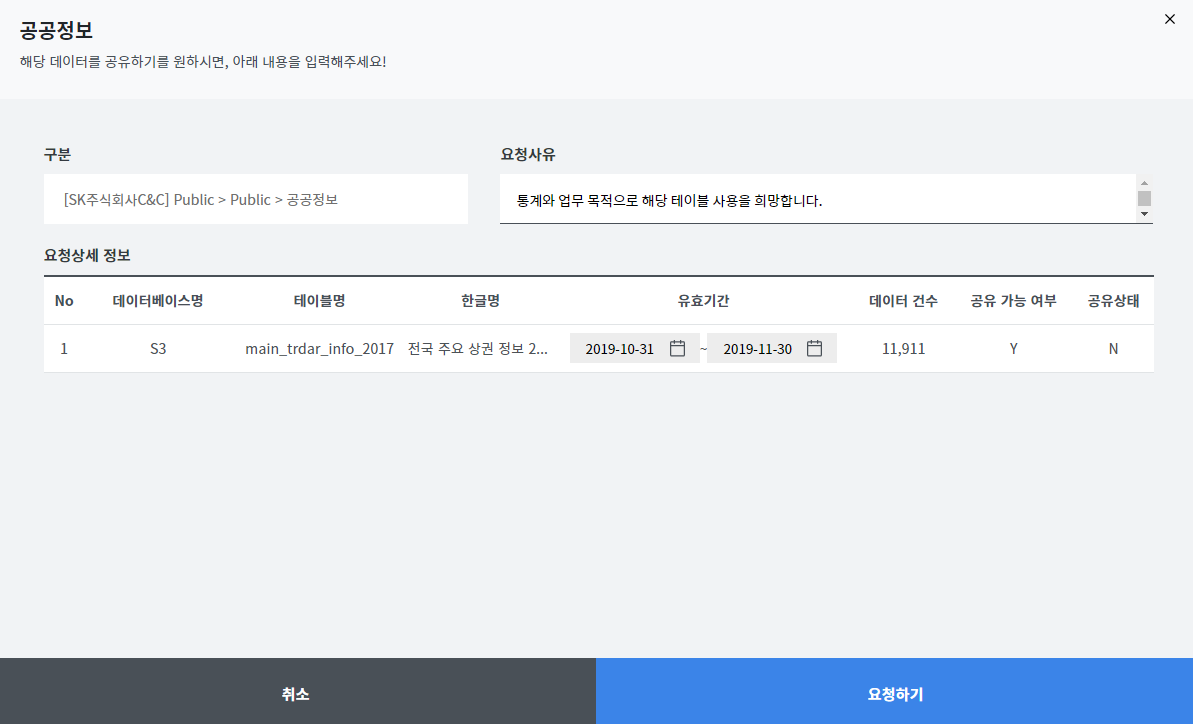 공공정보
해당 데이터를 공유하기를 원하시면, 아래 내용을 입력해주세요!
구분
요청사유
[SK주식회사C&C] Public > Public > 공공정보
통계와 업무 목적으로 해당 테이블 사용을 희망합니다.
요청상세 정보
No 데이터베이스명 테이블명 한글명 유효기간 데이터 건수 공유 가능 여부 공유상태
1 S3 main_trdar_info_2017 전국 주요 상권 정보 2... 2019-10-31 ~ 2019-11-30 11,911 Y N
취소
요청하기